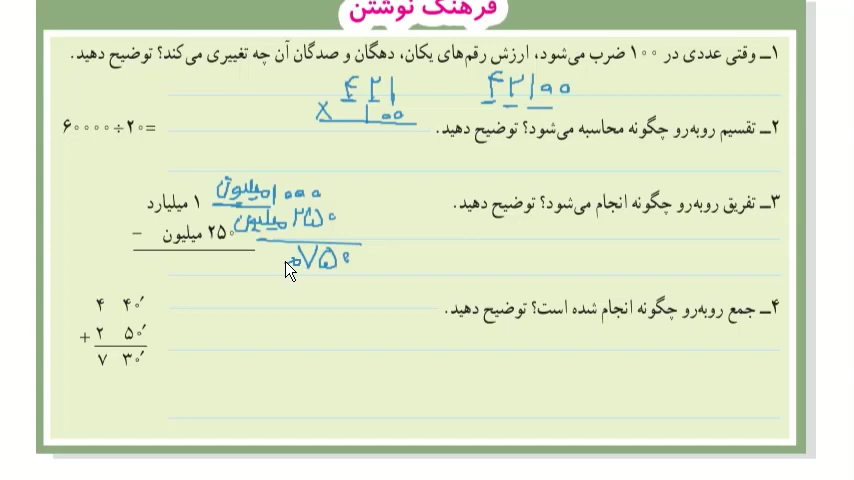 فرهنگ نوشتن
۱ــ وقتی عددی در ۱۰۰ ضرب می‌شود، ارزش رقم‌های یکان، دهگان و صدگان آن چه تغییری می‌کند؟ توضیح دهید.
۴۲۱ ۴۲۱۰۰
× ۱۰۰
۲ــ تقسیم روبه‌رو چگونه محاسبه می‌شود؟ توضیح دهید. ۶۰۰۰۰÷۲۰=
۳ــ تفریق روبه‌رو چگونه انجام می‌شود؟ توضیح دهید.
۱ میلیارد ۱۰۰۰ میلیون
− ۲۵۰ میلیون ۲۵۰ میلیون
۰۷۵۰
۴ــ جمع روبه‌رو چگونه انجام شده است؟ توضیح دهید.
۴ ۴۰′
+ ۲ ۵۰′
۷ ۳۰′